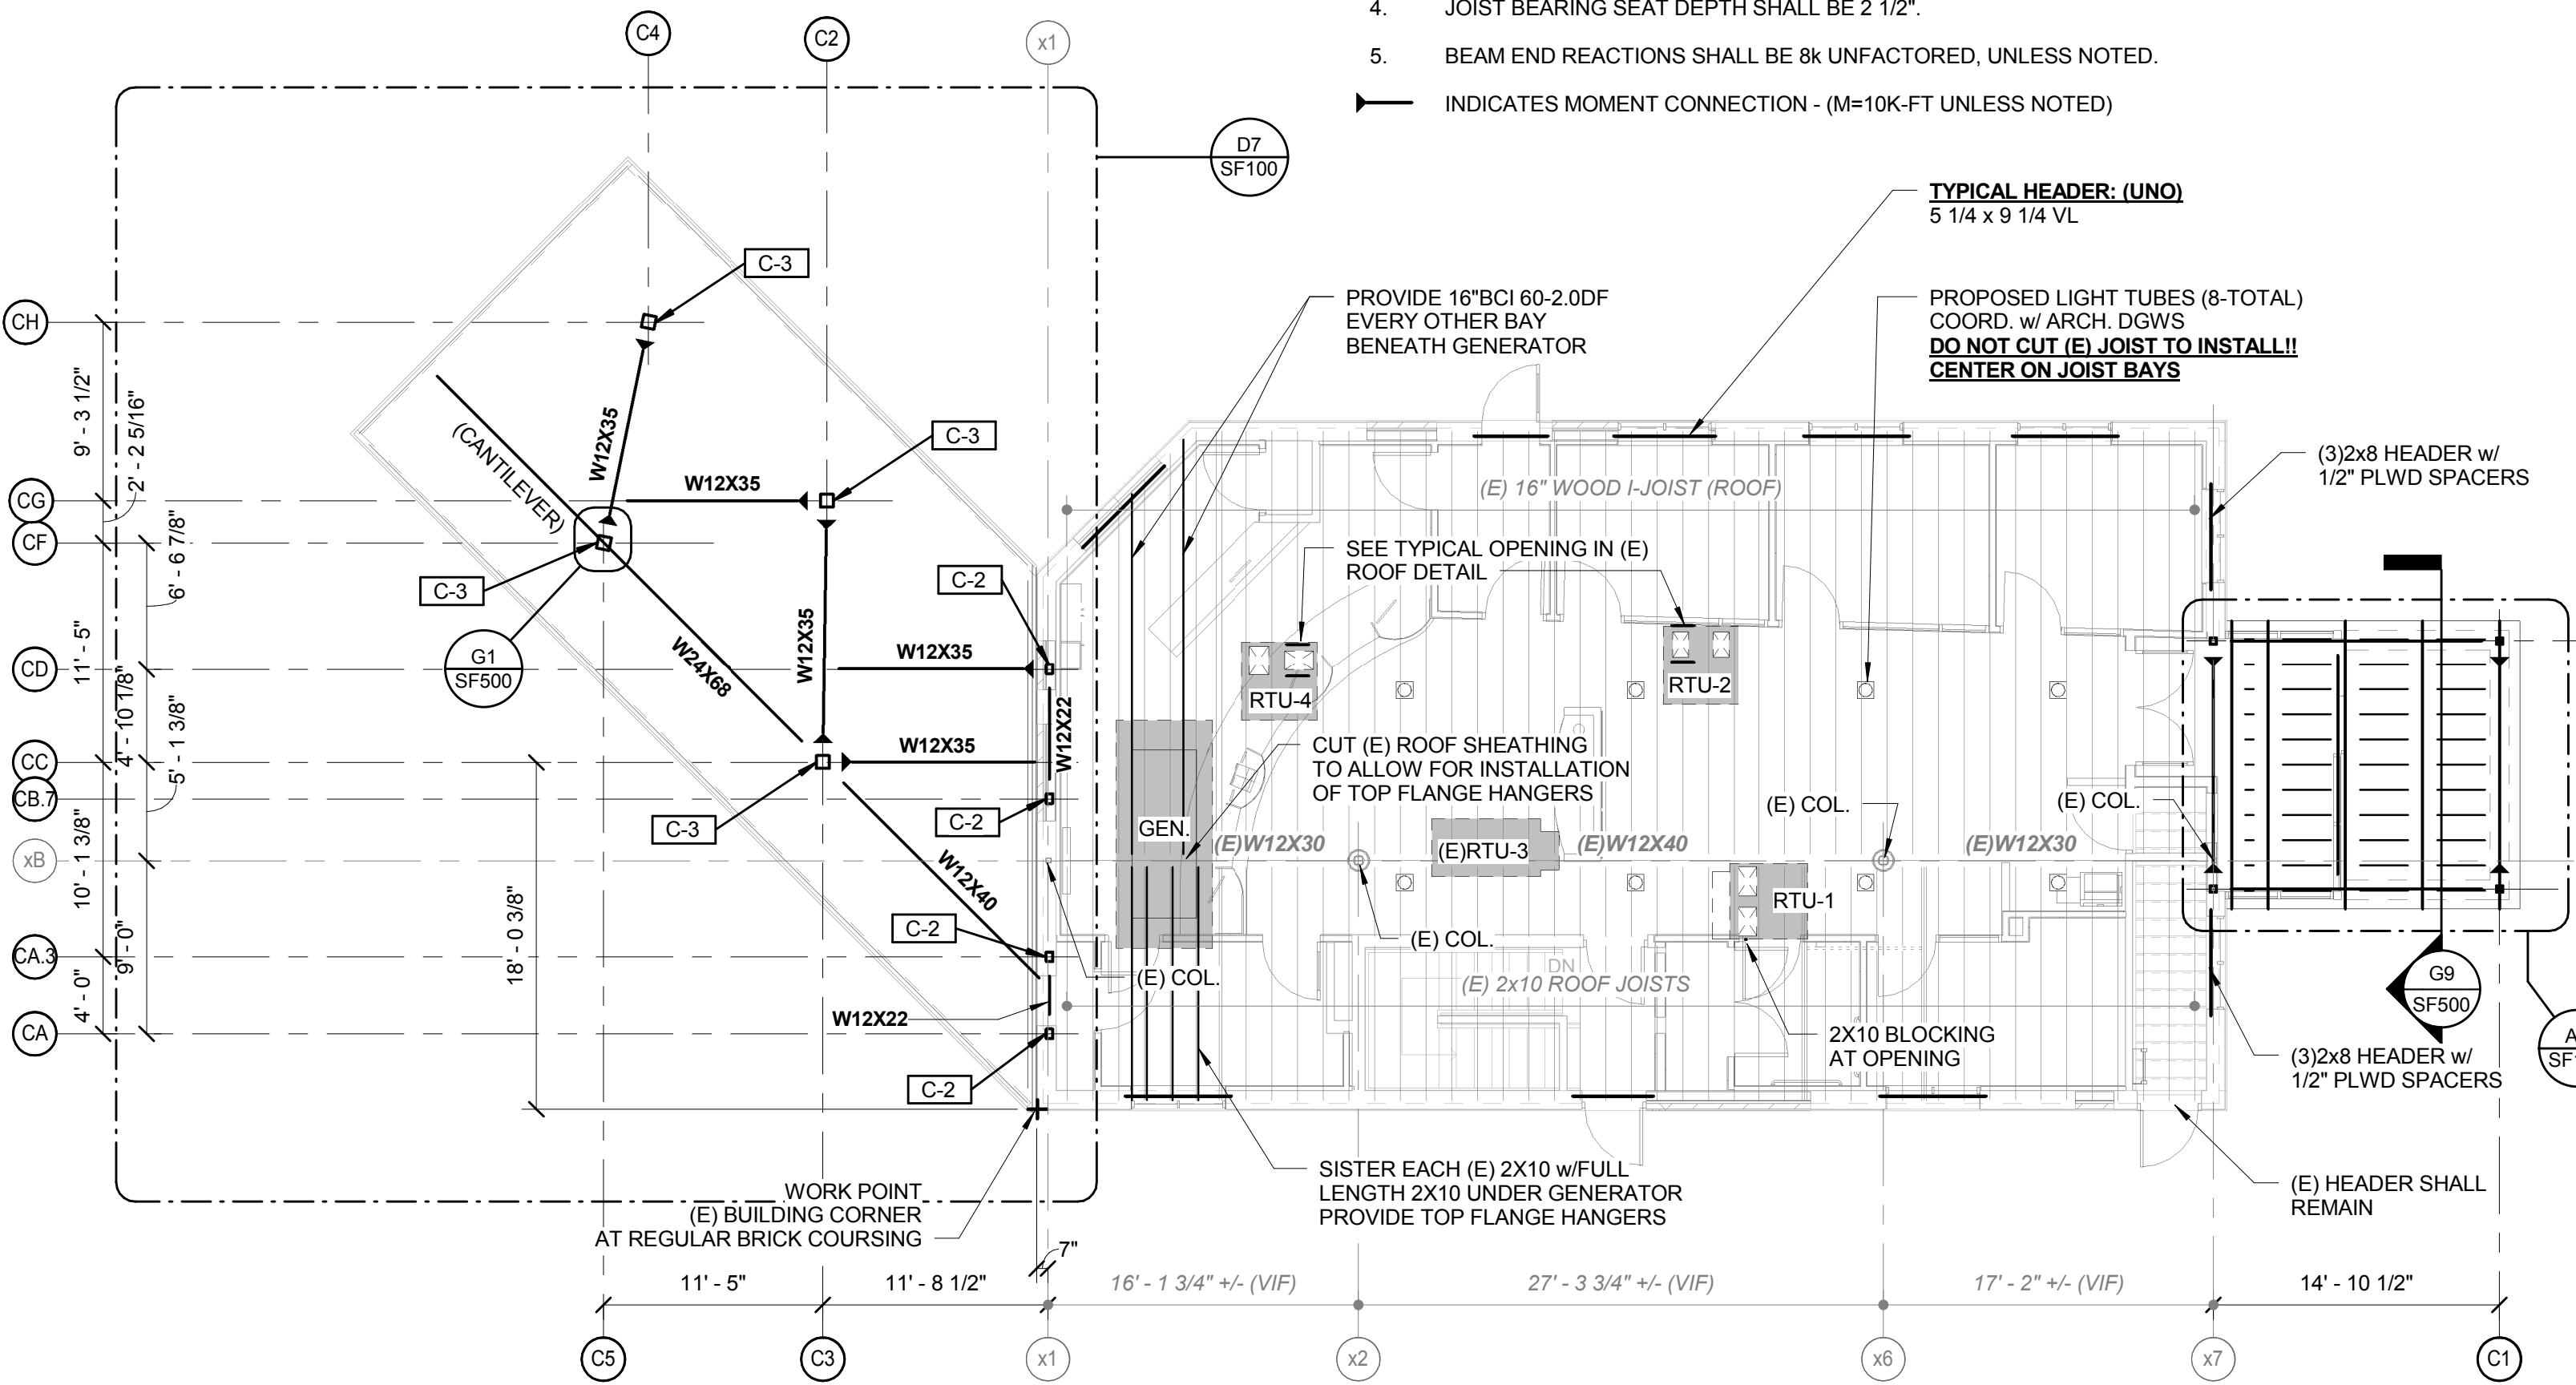 4. JOIST BEARING SEAT DEPTH SHALL BE 2 1/2".
5. BEAM END REACTIONS SHALL BE 8k UNFACTORED, UNLESS NOTED.
INDICATES MOMENT CONNECTION - (M=10K-FT UNLESS NOTED)
C4
C2
x1
D7
SF100
TYPICAL HEADER: (UNO)
5 1/4 x 9 1/4 VL
C-3
PROVIDE 16"BCI 60-2.0DF
EVERY OTHER BAY
BENEATH GENERATOR
PROPOSED LIGHT TUBES (8-TOTAL)
COORD. w/ ARCH. DGWS
DO NOT CUT (E) JOIST TO INSTALL!!
CENTER ON JOIST BAYS
CH
9' - 3 1/2"
2' - 2 5/16"
(CANTILEVER)
W12X35
C-3
(3)2x8 HEADER w/
1/2" PLWD SPACERS
CG
W12X35
(E) 16" WOOD I-JOIST (ROOF)
CF
6' - 6 7/8"
C-3
C-2
SEE TYPICAL OPENING IN (E)
ROOF DETAIL
G1
SF500
W24X68
W12X35
W12X35
CD
11' - 5"
4' - 10 1/8"
5' - 1 3/8"
RTU-4
RTU-2
W12X22
CC
W12X35
CUT (E) ROOF SHEATHING
TO ALLOW FOR INSTALLATION
OF TOP FLANGE HANGERS
CB.7
C-3
C-2
GEN.
(E) COL.
(E) COL.
xB
10' - 1 3/8"
9' - 0"
18' - 0 3/8"
W12X40
(E)W12X30
(E)RTU-3
(E)W12X40
(E)W12X30
RTU-1
C-2
(E) COL.
CA.3
4' - 0"
(E) COL.
DN
(E) 2x10 ROOF JOISTS
G9
SF500
CA
W12X22
2X10 BLOCKING
AT OPENING
C-2
(3)2x8 HEADER w/
1/2" PLWD SPACERS
A
WORK POINT
(E) BUILDING CORNER
AT REGULAR BRICK COURSING
SISTER EACH (E) 2X10 w/FULL
LENGTH 2X10 UNDER GENERATOR
PROVIDE TOP FLANGE HANGERS
(E) HEADER SHALL
REMAIN
7"
11' - 5"
11' - 8 1/2"
16' - 1 3/4" +/- (VIF)
27' - 3 3/4" +/- (VIF)
17' - 2" +/- (VIF)
14' - 10 1/2"
C5
C3
x1
x2
x6
x7
C1